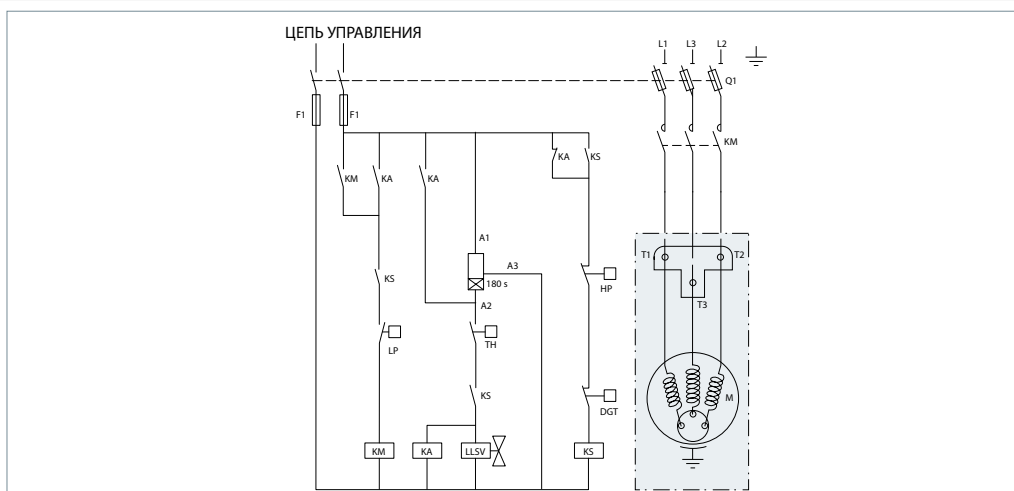 ЦЕПЬ УПРАВЛЕНИЯ
L1 L3 L2
Q1
F1 F1
KM
KA KS
KM KA KA
A1
T1 T2
A3
KS 180 s HP
A2
T3
LP TH
KS M
DGT
KM KA LLSV KS